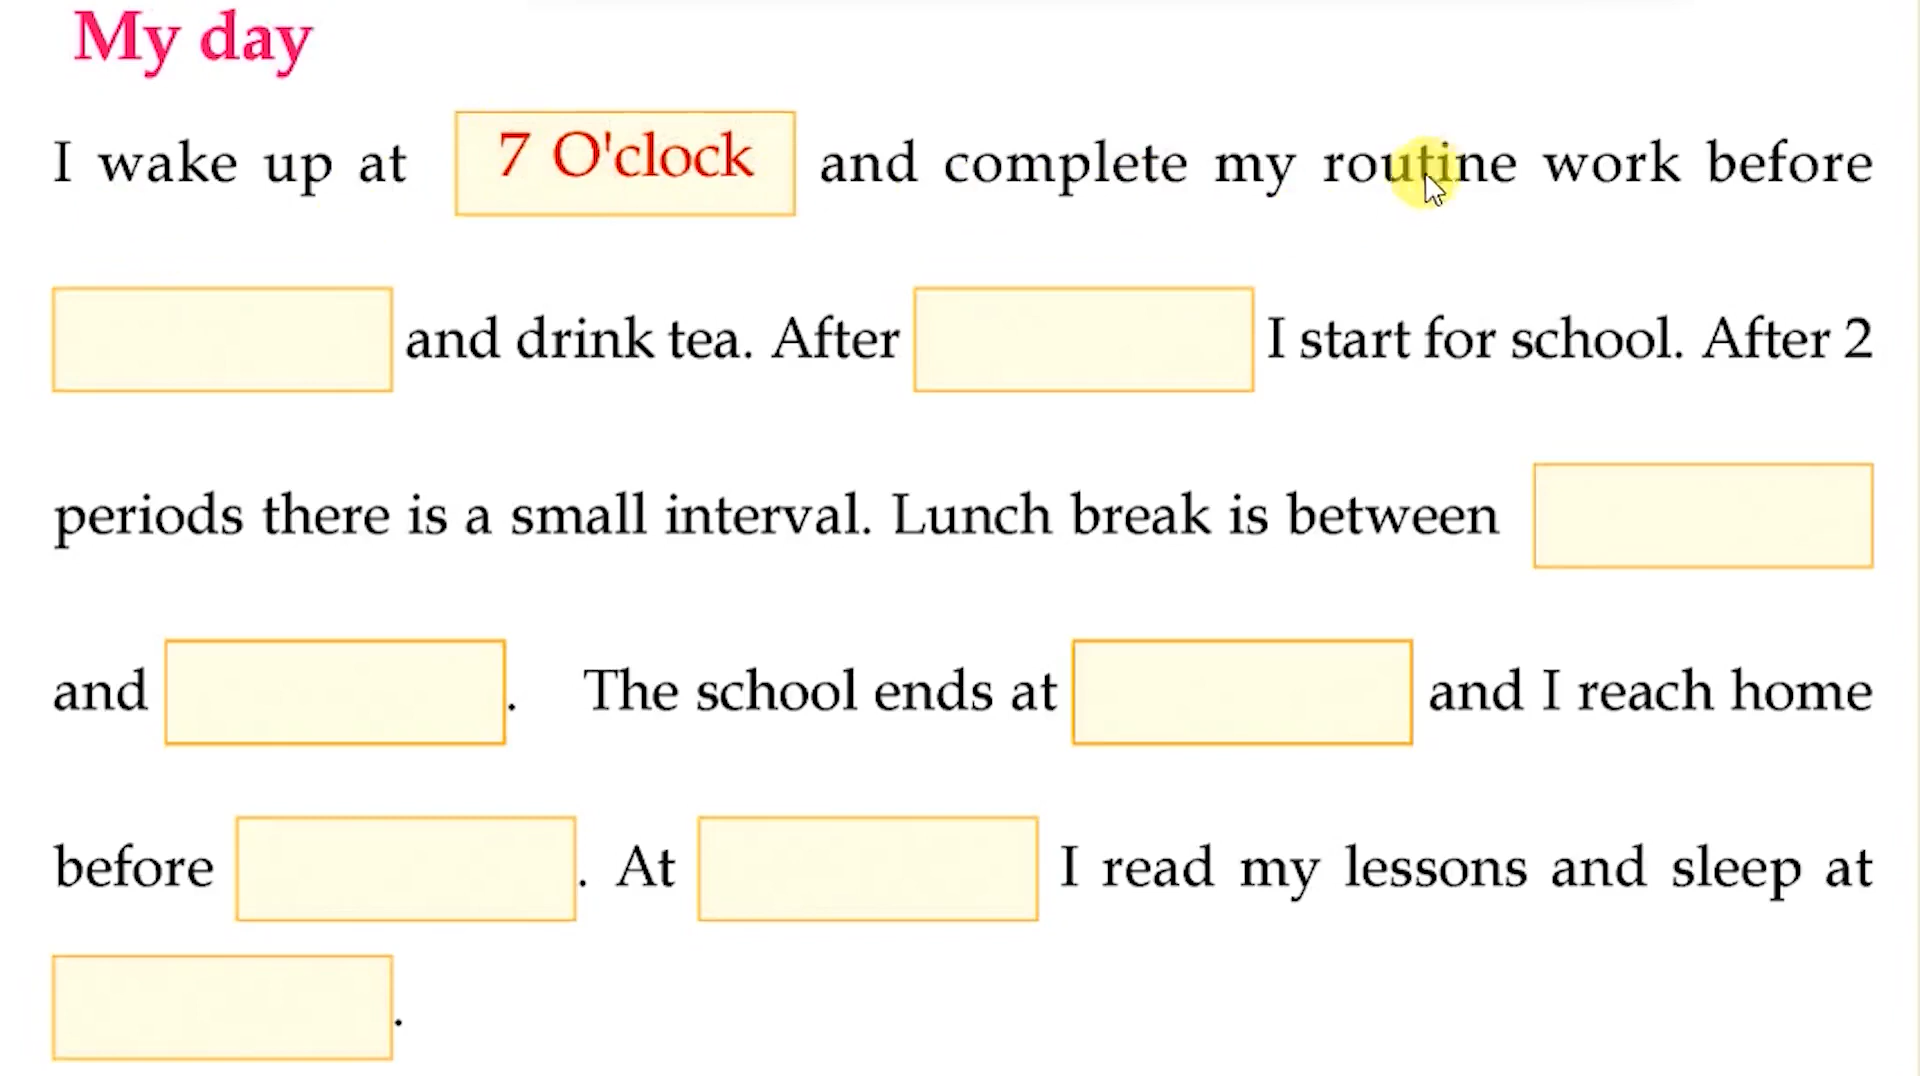 My day
I wake up at 7 O'clock and complete my routine work before
and drink tea. After I start for school. After 2
periods there is a small interval. Lunch break is between
and . The school ends at and I reach home
before . At I read my lessons and sleep at
.